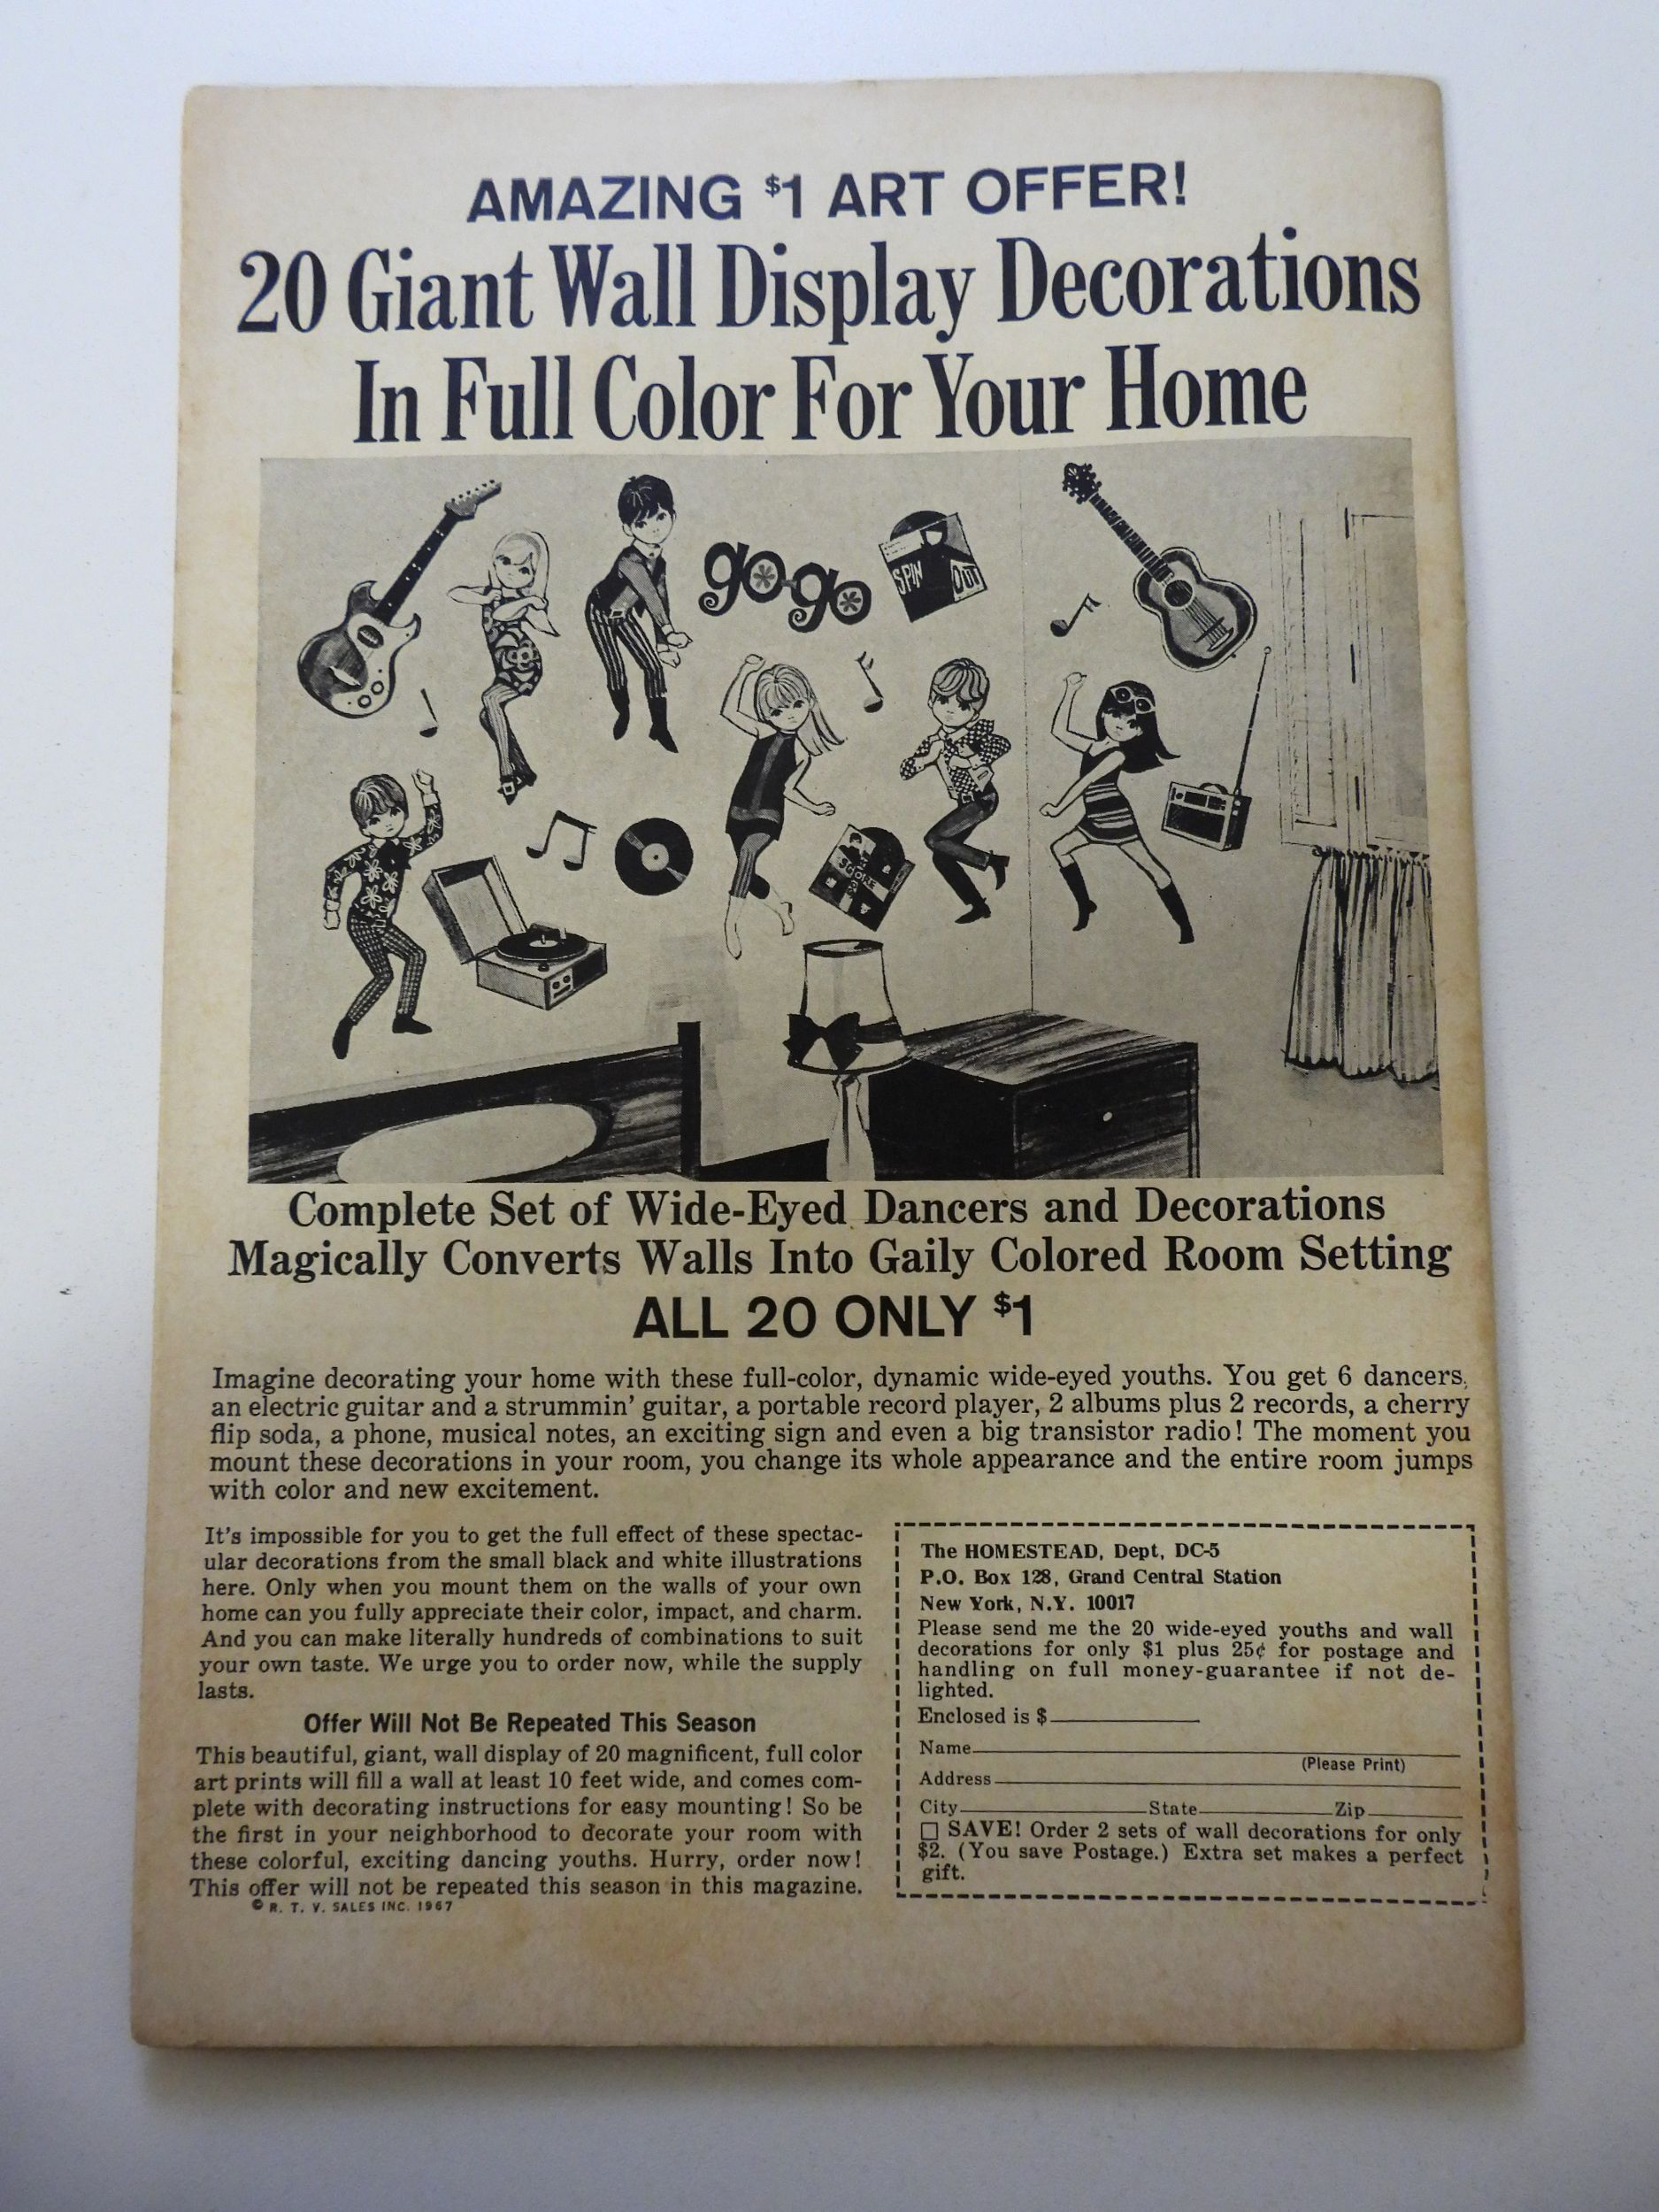 AMAZING $1 ART OFFER!
20 Giant Wall Display Decorations
In Full Color For Your Home
go-go
SPIN OUT
Complete Set of Wide-Eyed Dancers and Decorations
Magically Converts Walls Into Gaily Colored Room Setting
ALL 20 ONLY $1
Imagine decorating your home with these full-color, dynamic wide-eyed youths. You get 6 dancers,
an electric guitar and a strummin' guitar, a portable record player, 2 albums plus 2 records, a cherry
flip soda, a phone, musical notes, an exciting sign and even a big transistor radio! The moment you
mount these decorations in your room, you change its whole appearance and the entire room jumps
with color and new excitement.
It's impossible for you to get the full effect of these spectac-
ular decorations from the small black and white illustrations
here. Only when you mount them on the walls of your own
home can you fully appreciate their color, impact, and charm.
And you can make literally hundreds of combinations to suit
your own taste. We urge you to order now, while the supply
lasts.
Offer Will Not Be Repeated This Season
This beautiful, giant, wall display of 20 magnificent, full color
art prints will fill a wall at least 10 feet wide, and comes com-
plete with decorating instructions for easy mounting! So be
the first in your neighborhood to decorate your room with
these colorful, exciting dancing youths. Hurry, order now!
This offer will not be repeated this season in this magazine.
© R. T. V. SALES INC. 1967
The HOMESTEAD, Dept, DC-5
P.O. Box 128, Grand Central Station
New York, N.Y. 10017
Please send me the 20 wide-eyed youths and wall
decorations for only $1 plus 25¢ for postage and
handling on full money-guarantee if not de-
lighted.
Enclosed is $
Name
(Please Print)
Address
City State Zip
□ SAVE! Order 2 sets of wall decorations for only
$2. (You save Postage.) Extra set makes a perfect
gift.